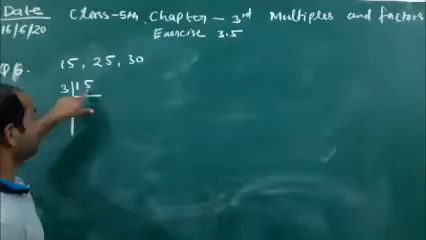 Date Class-5th. Chapter - 3rd Multiples and factors
16/6/20 Exercise 3.5
Q6. 15, 25, 30
3 15